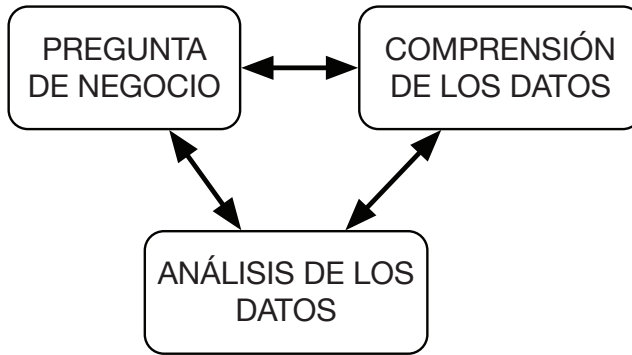 PREGUNTA
DE NEGOCIO
COMPRENSIÓN
DE LOS DATOS
ANÁLISIS DE LOS
DATOS